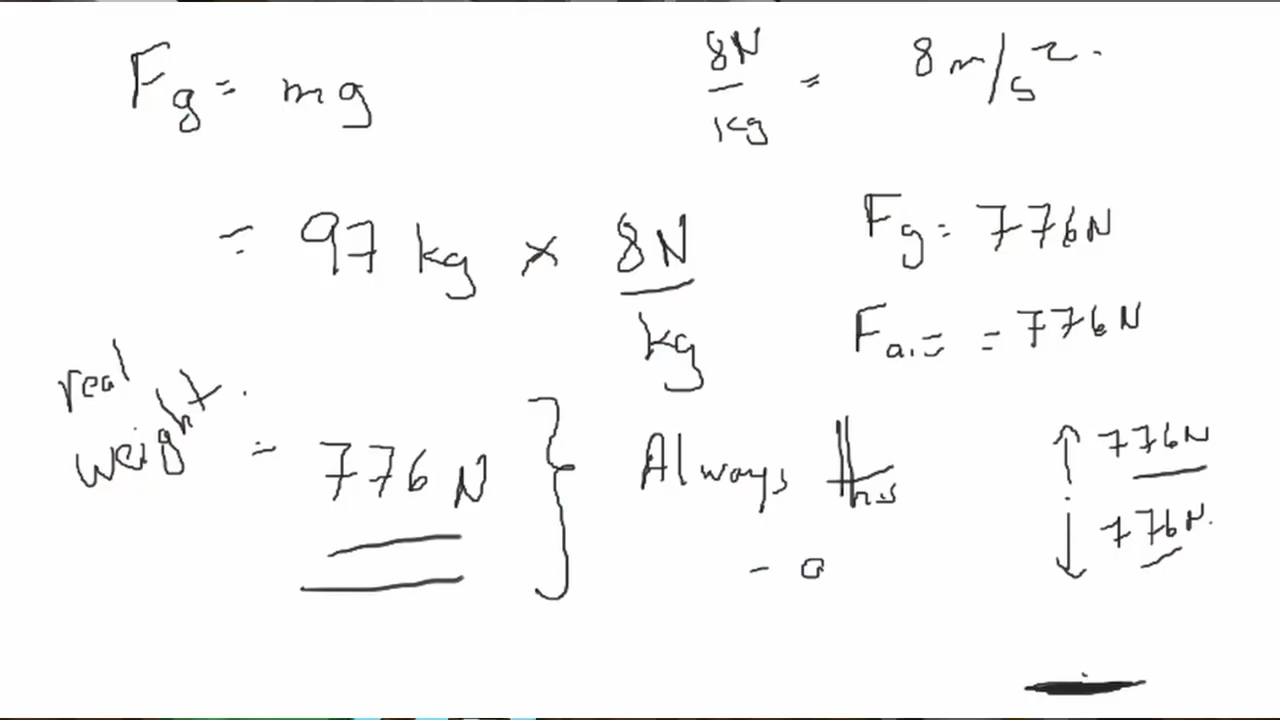 Fg = mg
8N/kg = 8 m/s².
= 97 kg × 8N/kg
Fg = 776N
Fair = 776N
real weight.
= 776 N } Always this
- a
↑ 776N
↓ 776N.